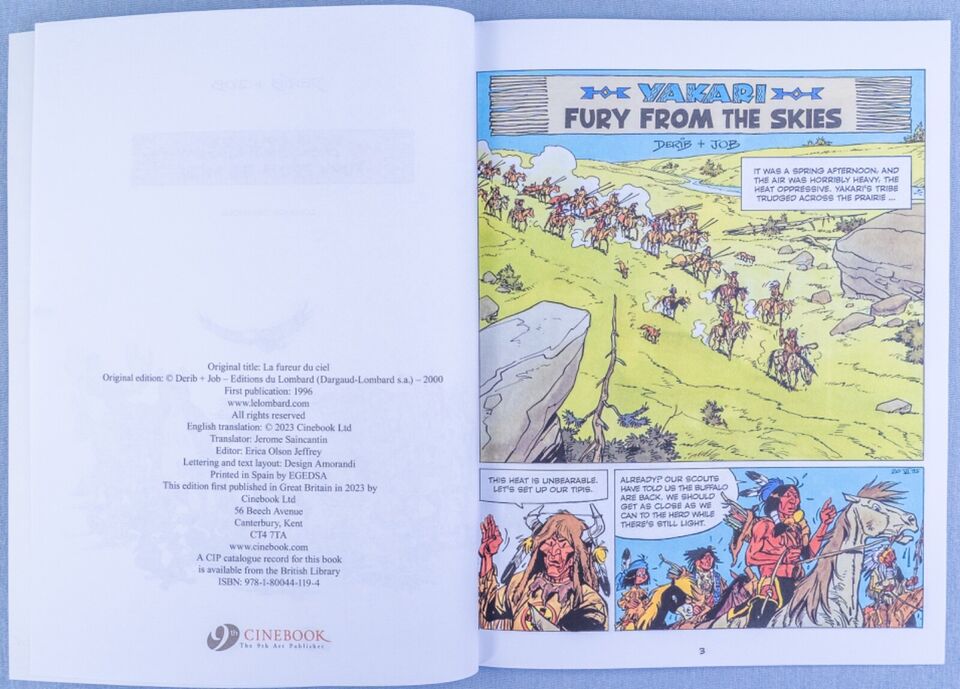 Original title: La fureur du ciel
Original edition: © Derib + Job – Editions du Lombard (Dargaud-Lombard s.a.) – 2000
First publication: 1996
www.lelombard.com
All rights reserved
English translation: © 2023 Cinebook Ltd
Translator: Jerome Saincantin
Editor: Erica Olson Jeffrey
Lettering and text layout: Design Amorandi
Printed in Spain by EGEDSA
This edition first published in Great Britain in 2023 by
Cinebook Ltd
56 Beech Avenue
Canterbury, Kent
CT4 7TA
www.cinebook.com
A CIP catalogue record for this book
is available from the British Library
ISBN: 978-1-80044-119-4
9th CINEBOOK
The 9th Art Publisher
YAKARI
FURY FROM THE SKIES
DERIB + JOB
IT WAS A SPRING AFTERNOON, AND
THE AIR WAS HORRIBLY HEAVY, THE
HEAT OPPRESSIVE. YAKARI'S TRIBE
TRUDGED ACROSS THE PRAIRIE ...
THIS HEAT IS UNBEARABLE.
LET'S SET UP OUR TIPIS.
ALREADY? OUR SCOUTS
HAVE TOLD US THE BUFFALO
ARE BACK. WE SHOULD
GET AS CLOSE AS WE
CAN TO THE HERD WHILE
THERE'S STILL LIGHT.
3